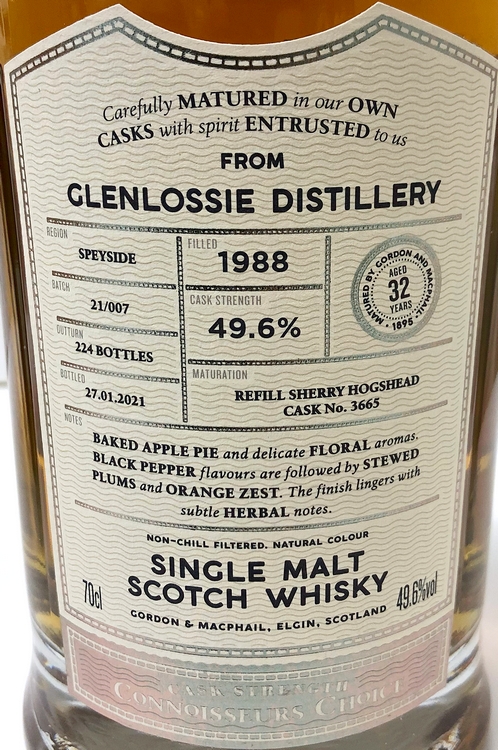 Carefully MATURED in our OWN
CASKS with spirit ENTRUSTED to us
FROM
GLENLOSSIE DISTILLERY
REGION
SPEYSIDE
BATCH
21/007
OUTTURN
224 BOTTLES
BOTTLED
27.01.2021
FILLED
1988
CASK STRENGTH
49.6%
MATURED BY GORDON AND MACPHAIL
AGED
32
YEARS
• 1895 •
MATURATION
REFILL SHERRY HOGSHEAD
CASK No. 3665
NOTES
BAKED APPLE PIE and delicate FLORAL aromas.
BLACK PEPPER flavours are followed by STEWED
PLUMS and ORANGE ZEST. The finish lingers with
subtle HERBAL notes.
NON-CHILL FILTERED. NATURAL COLOUR
SINGLE MALT
SCOTCH WHISKY
70cl
49.6%vol
GORDON & MACPHAIL, ELGIN, SCOTLAND
CASK STRENGTH
CONNOISSEURS CHOICE